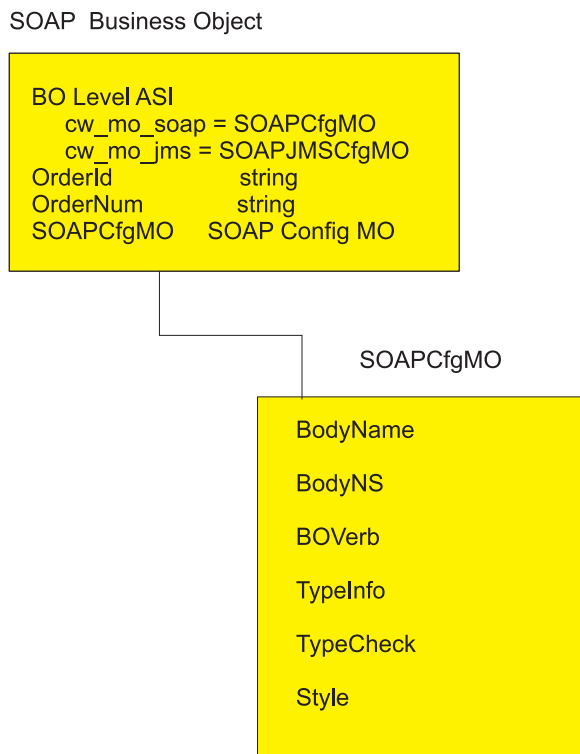 SOAP Business Object
BO Level ASI
cw_mo_soap = SOAPCfgMO
cw_mo_jms = SOAPJMSCfgMO
OrderId string
OrderNum string
SOAPCfgMO SOAP Config MO
SOAPCfgMO
BodyName
BodyNS
BOVerb
TypeInfo
TypeCheck
Style